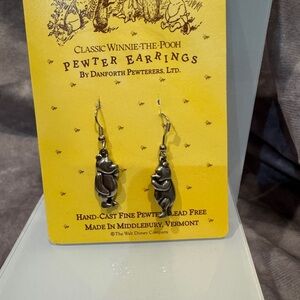 CLASSIC WINNIE-THE-POOH
PEWTER EARRINGS
BY DANFORTH PEWTERERS, LTD.
HAND-CAST FINE PEWTER LEAD FREE
MADE IN MIDDLEBURY, VERMONT
©The Walt Disney Company